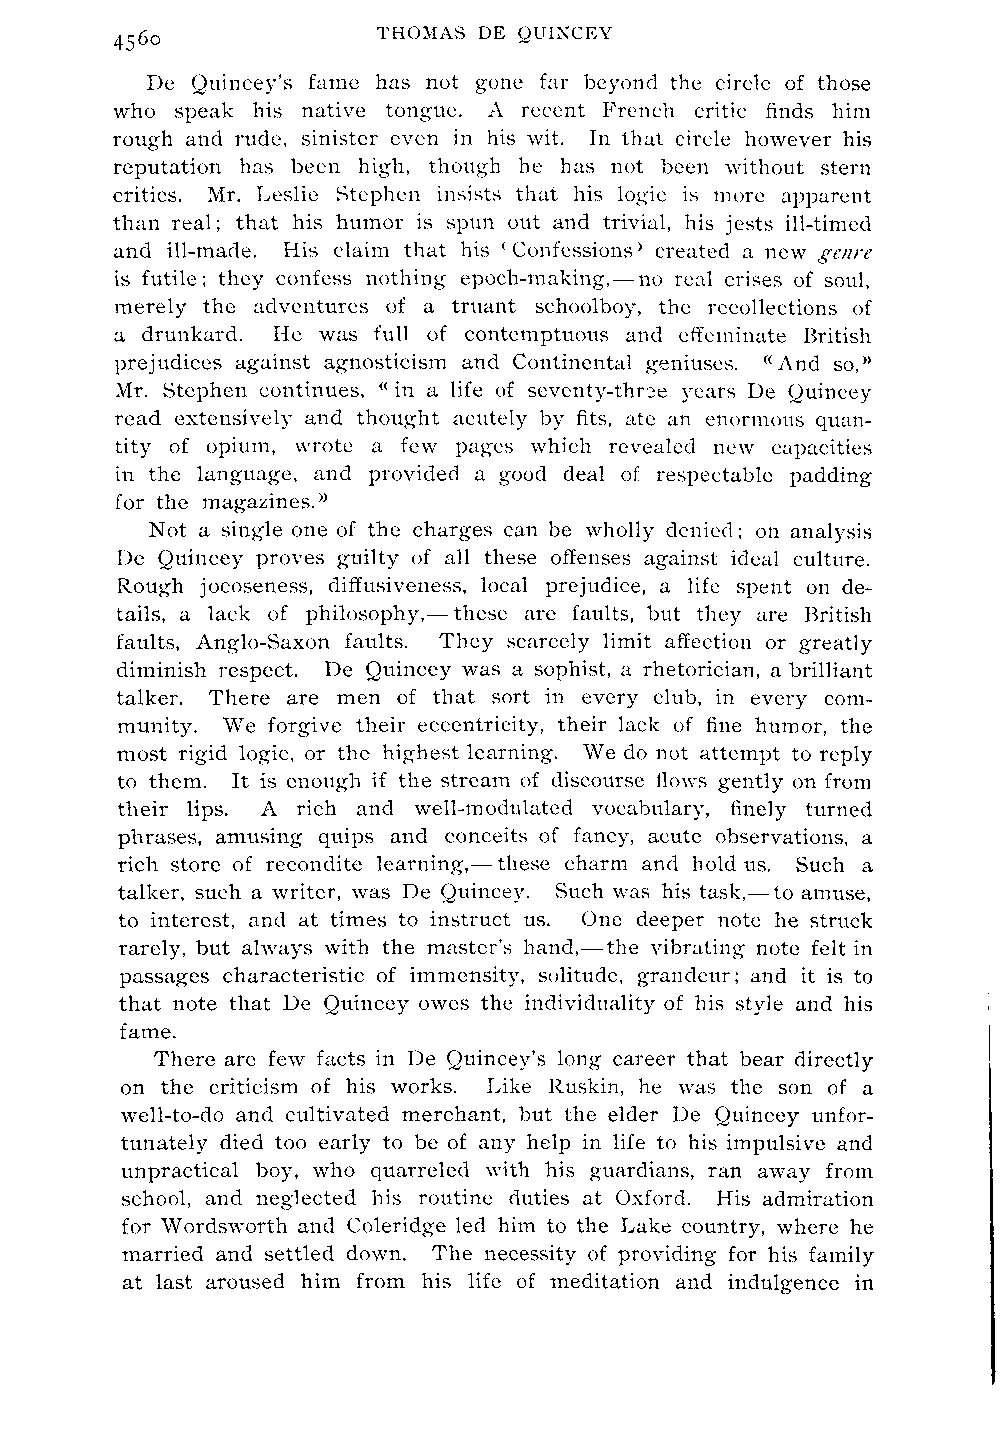 4560
THOMAS DE QUINCEY
De Quincey's fame has not gone far beyond the circle of those
who speak his native tongue. A recent French critic finds him
rough and rude, sinister even in his wit. In that circle however his
reputation has been high, though he has not been without stern
critics. Mr. Leslie Stephen insists that his logic is more apparent
than real; that his humor is spun out and trivial, his jests ill-timed
and ill-made. His claim that his ‘Confessions’ created a new genre
is futile; they confess nothing epoch-making,—no real crises of soul,
merely the adventures of a truant schoolboy, the recollections of
a drunkard. He was full of contemptuous and effeminate British
prejudices against agnosticism and Continental geniuses. “And so,”
Mr. Stephen continues, “in a life of seventy-three years De Quincey
read extensively and thought acutely by fits, ate an enormous quan-
tity of opium, wrote a few pages which revealed new capacities
in the language, and provided a good deal of respectable padding
for the magazines.”
Not a single one of the charges can be wholly denied; on analysis
De Quincey proves guilty of all these offenses against ideal culture.
Rough jocoseness, diffusiveness, local prejudice, a life spent on de-
tails, a lack of philosophy,—these are faults, but they are British
faults, Anglo-Saxon faults. They scarcely limit affection or greatly
diminish respect. De Quincey was a sophist, a rhetorician, a brilliant
talker. There are men of that sort in every club, in every com-
munity. We forgive their eccentricity, their lack of fine humor, the
most rigid logic, or the highest learning. We do not attempt to reply
to them. It is enough if the stream of discourse flows gently on from
their lips. A rich and well-modulated vocabulary, finely turned
phrases, amusing quips and conceits of fancy, acute observations, a
rich store of recondite learning,—these charm and hold us. Such a
talker, such a writer, was De Quincey. Such was his task,—to amuse,
to interest, and at times to instruct us. One deeper note he struck
rarely, but always with the master's hand,—the vibrating note felt in
passages characteristic of immensity, solitude, grandeur; and it is to
that note that De Quincey owes the individuality of his style and his
fame.
There are few facts in De Quincey's long career that bear directly
on the criticism of his works. Like Ruskin, he was the son of a
well-to-do and cultivated merchant, but the elder De Quincey unfor-
tunately died too early to be of any help in life to his impulsive and
unpractical boy, who quarreled with his guardians, ran away from
school, and neglected his routine duties at Oxford. His admiration
for Wordsworth and Coleridge led him to the Lake country, where he
married and settled down. The necessity of providing for his family
at last aroused him from his life of meditation and indulgence in